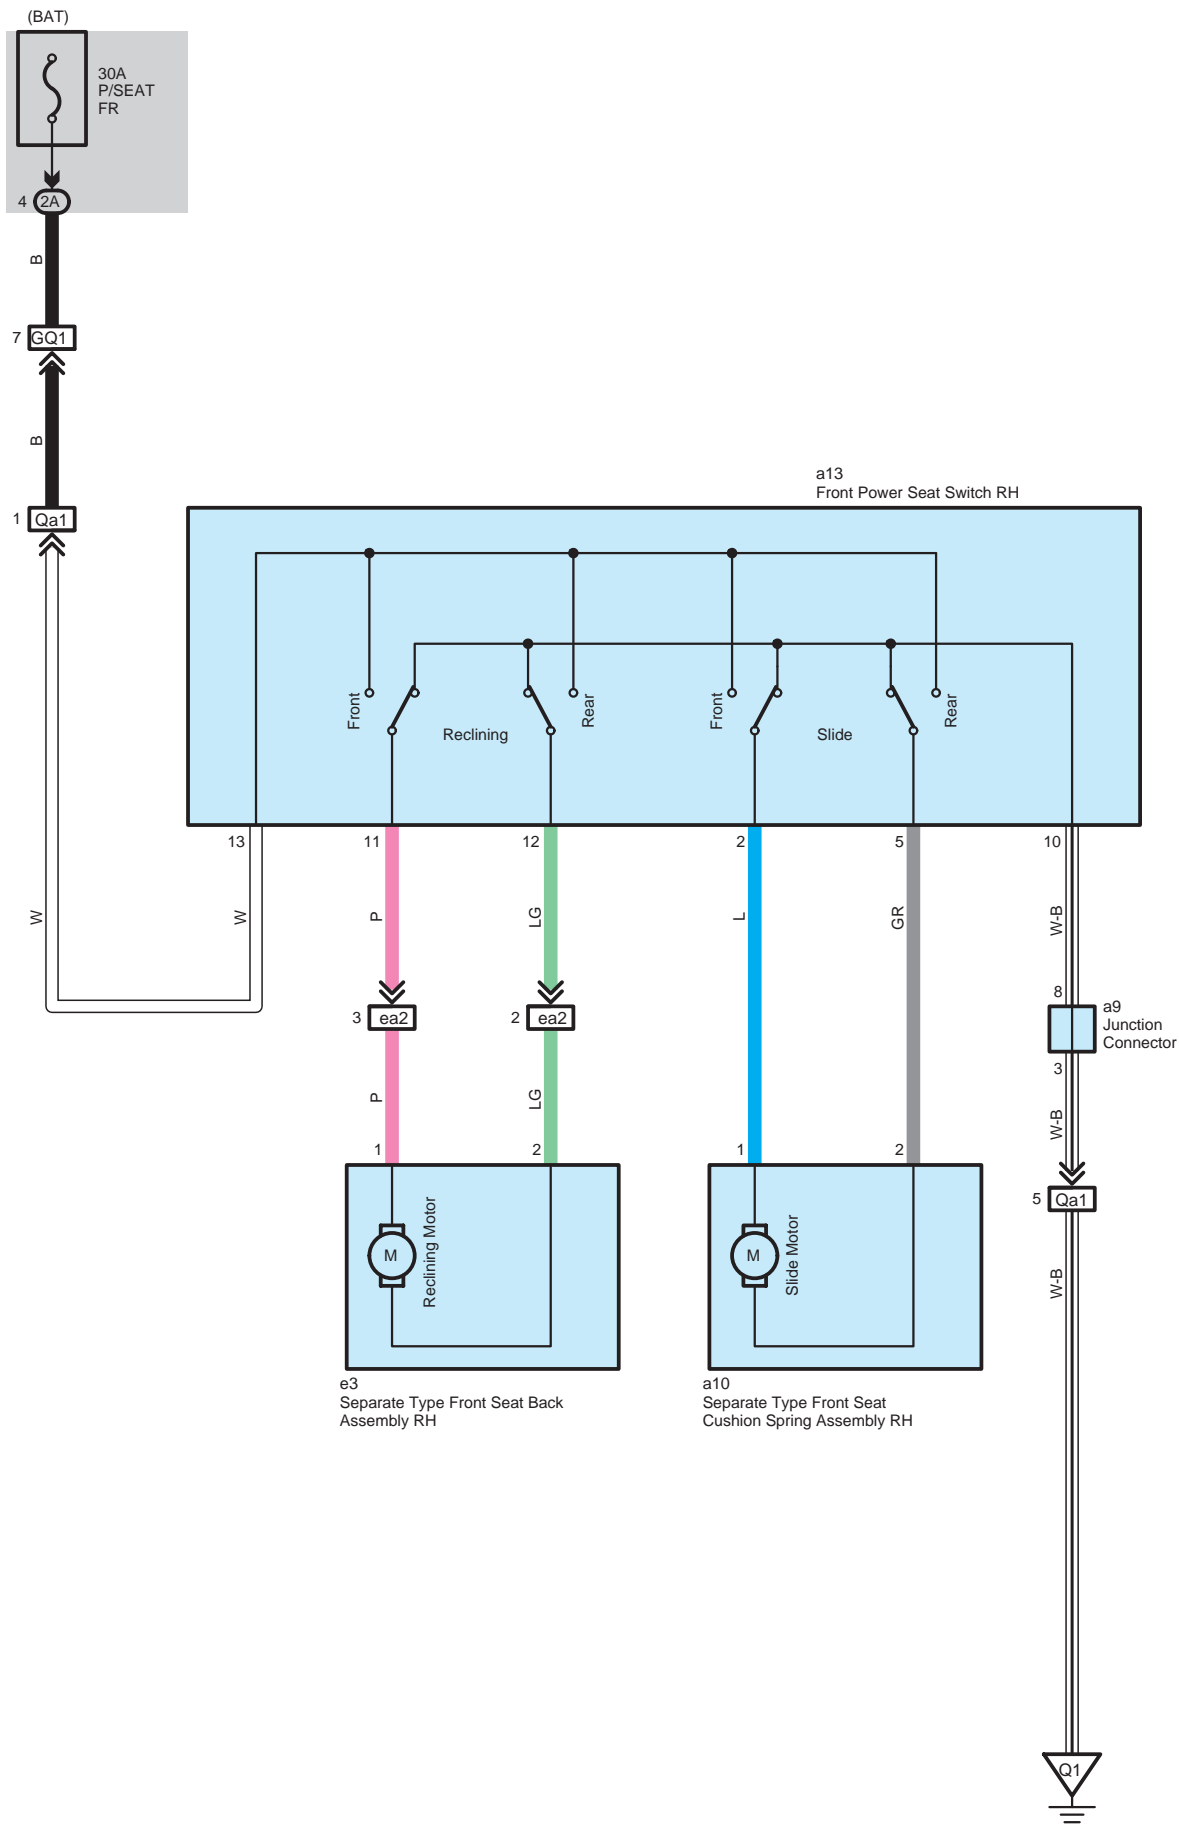 (BAT)
30A
P/SEAT
FR
4 2A
B
7 GQ1
B
1 Qa1
a13
Front Power Seat Switch RH
Front
Reclining
Rear
Front
Slide
Rear
13
11
12
2
5
10
W
W
P
LG
L
GR
W-B
8
a9
Junction
Connector
3 ea2
2 ea2
3
P
LG
W-B
1
2
1
2
5 Qa1
M
Reclining Motor
M
Slide Motor
W-B
e3
Separate Type Front Seat Back
Assembly RH
a10
Separate Type Front Seat
Cushion Spring Assembly RH
Q1